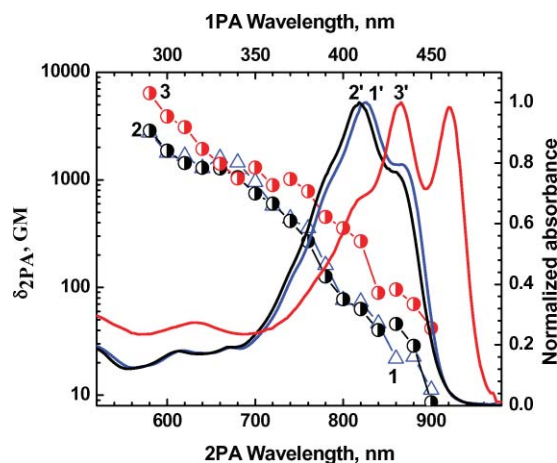 1PA Wavelength, nm
300 350 400 450
10000 1000 100 10
δ2PA, GM
3
2
2' 1' 3'
1
1.0 0.8 0.6 0.4 0.2 0.0
Normalized absorbance
600 700 800 900
2PA Wavelength, nm